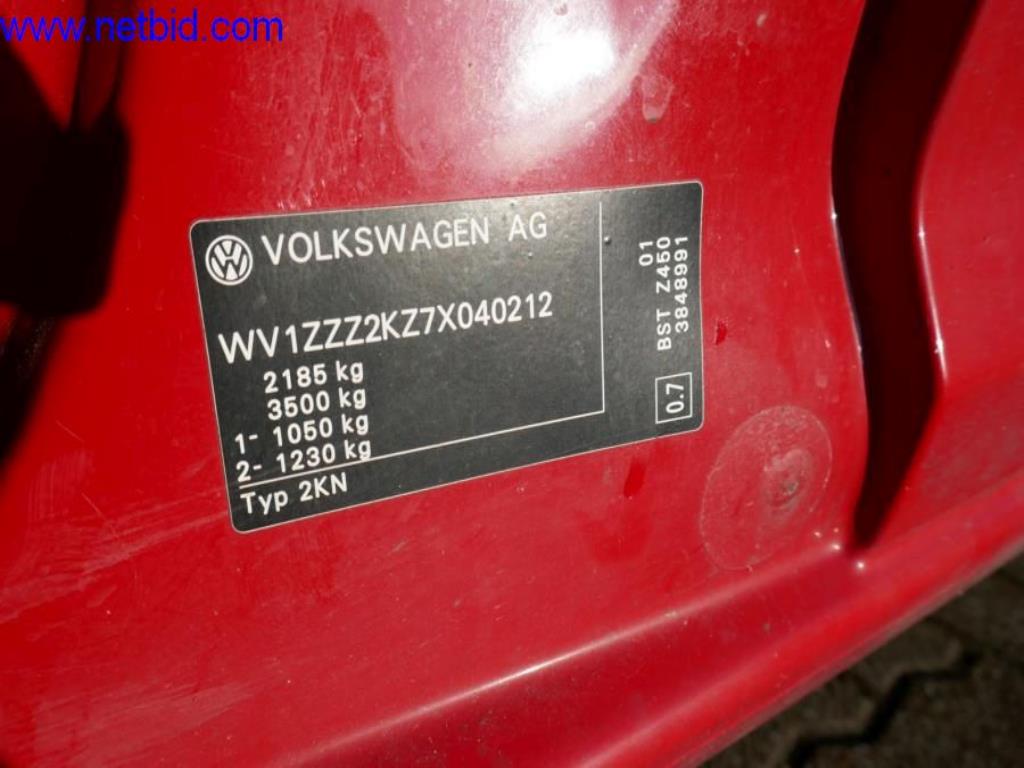 www.netbid.com
VOLKSWAGEN AG
WV1ZZZ2KZ7X040212
2185 kg
3500 kg
1- 1050 kg
2- 1230 kg
Typ 2KN
01
BST Z450
3848991
0.7